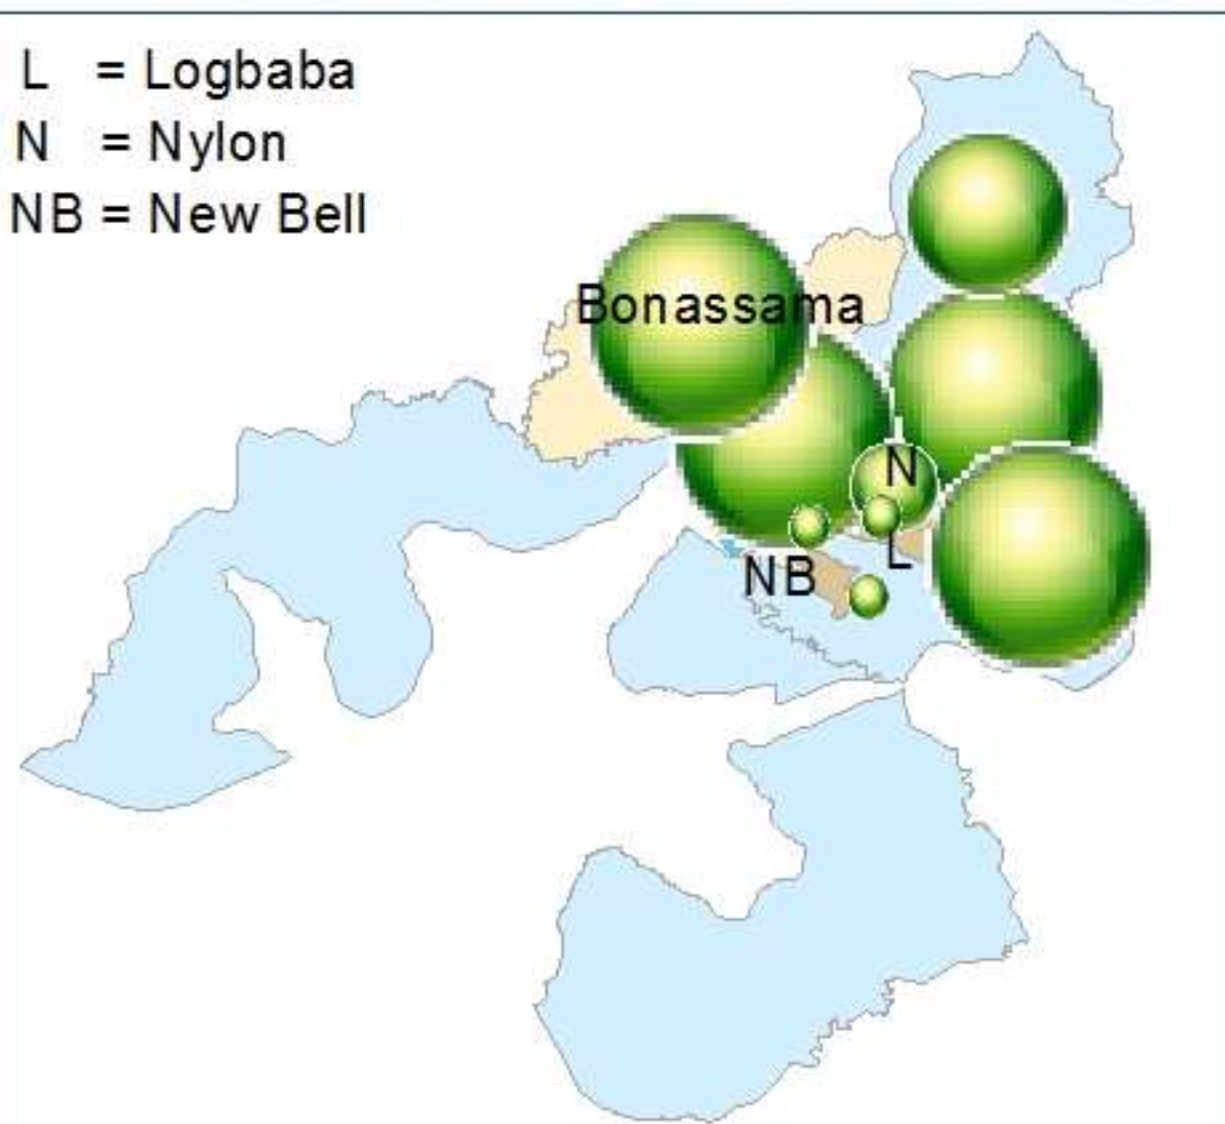 L = Logbaba
N = Nylon
NB = New Bell
Bonassama
N
L
NB